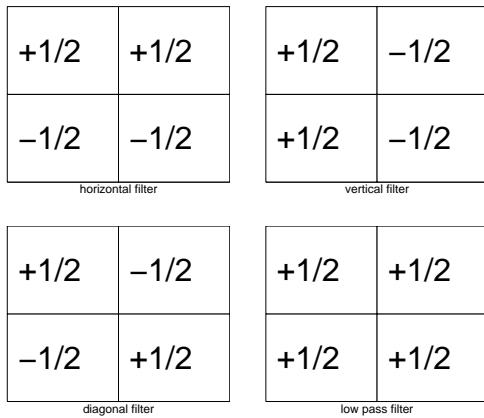 +1/2 +1/2 
−1/2 −1/2
horizontal filter
+1/2 −1/2
+1/2 −1/2
vertical filter
+1/2 −1/2
−1/2 +1/2
diagonal filter
+1/2 +1/2
+1/2 +1/2
low pass filter